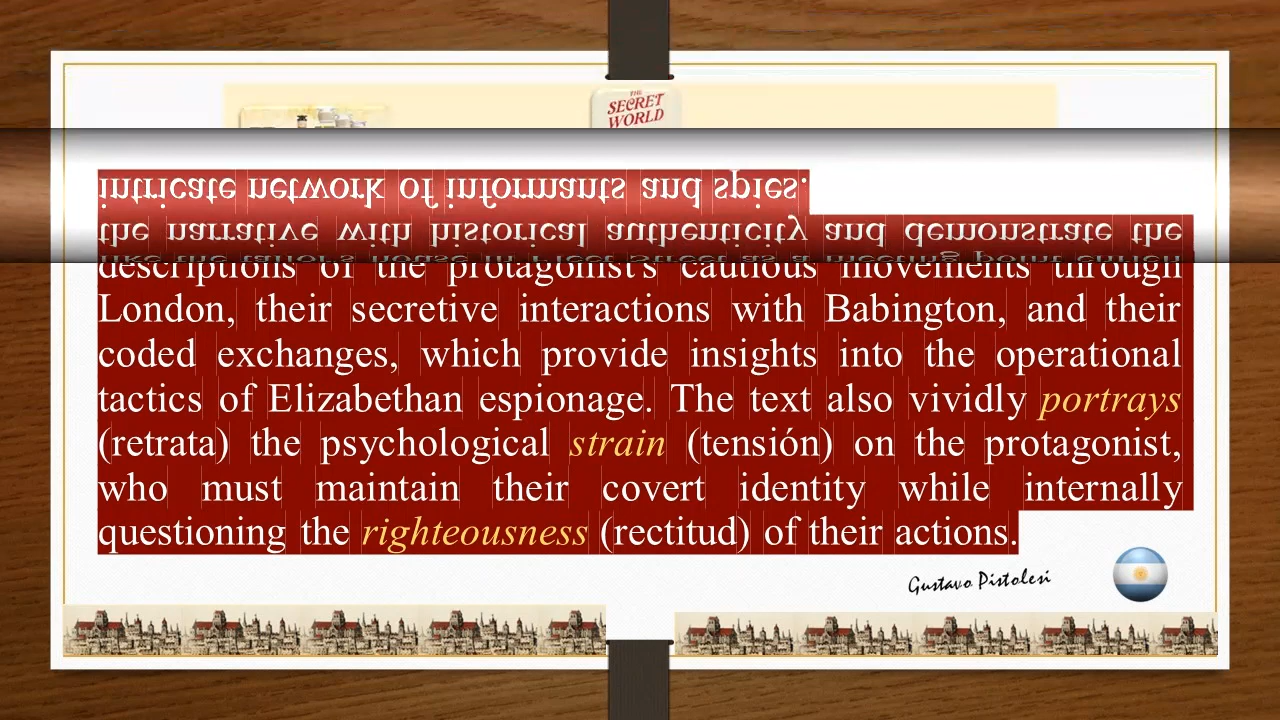 THE
SECRET
WORLD
intricate network of informants and spies.
the narrative with historical authenticity and demonstrate the
descriptions of the protagonist's cautious movements through
London, their secretive interactions with Babington, and their
coded exchanges, which provide insights into the operational
tactics of Elizabethan espionage. The text also vividly portrays
(retrata) the psychological strain (tensión) on the protagonist,
who must maintain their covert identity while internally
questioning the righteousness (rectitud) of their actions.
Gustavo Pistolesi